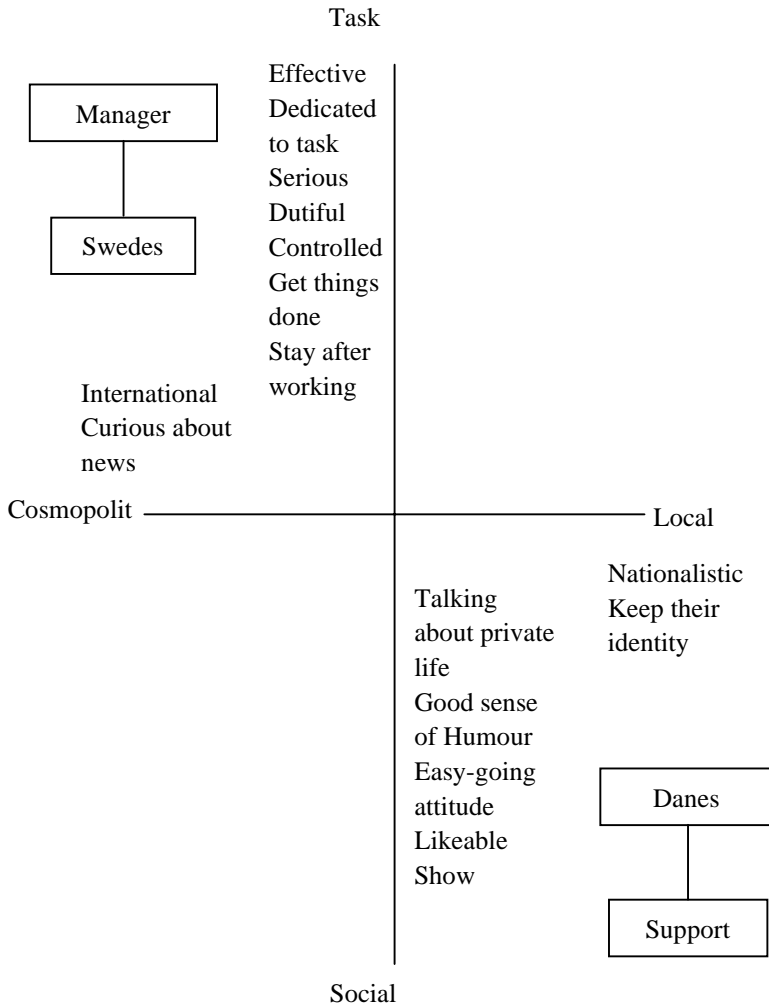 Task
Effective
Dedicated
to task
Serious
Dutiful
Controlled
Get things
done
Stay after
working
Manager
Swedes
International
Curious about
news
Cosmopolit
Local
Nationalistic
Keep their
identity
Talking
about private
life
Good sense
of Humour
Easy-going
attitude
Likeable
Show
Danes
Support
Social